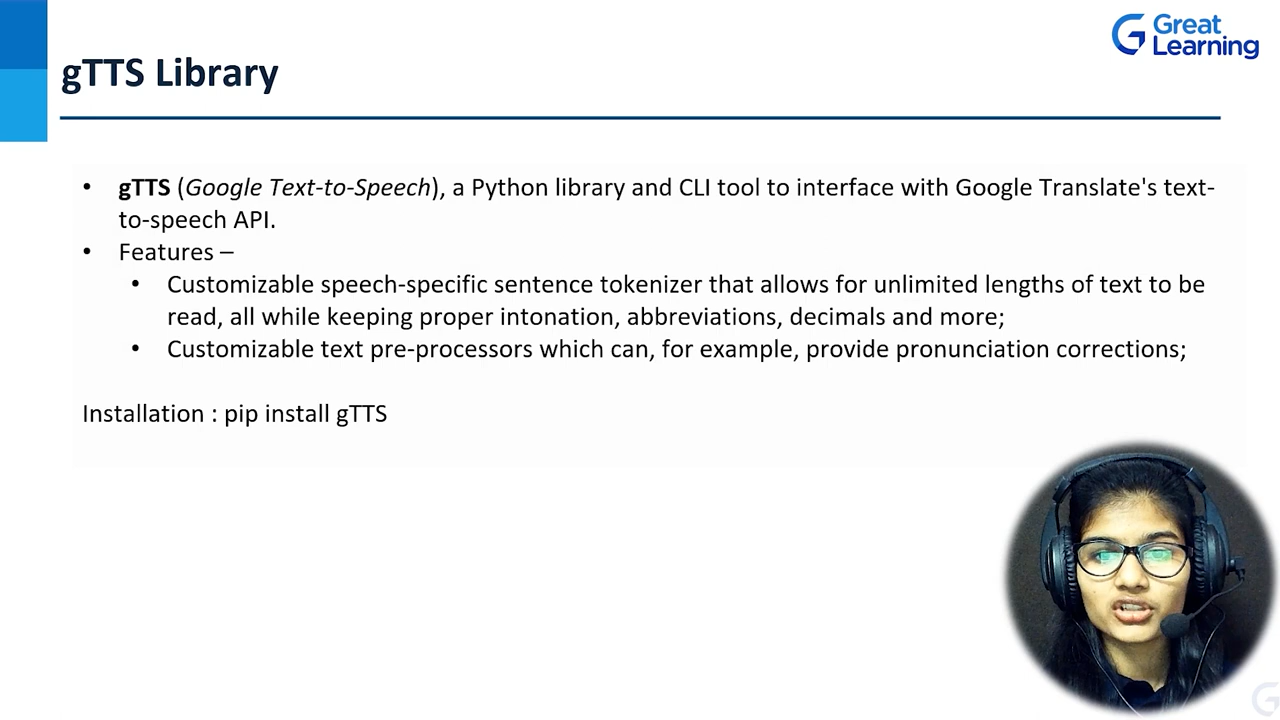 Great
Learning
gTTS Library
• gTTS (Google Text-to-Speech), a Python library and CLI tool to interface with Google Translate's text-
to-speech API.
• Features –
• Customizable speech-specific sentence tokenizer that allows for unlimited lengths of text to be
read, all while keeping proper intonation, abbreviations, decimals and more;
• Customizable text pre-processors which can, for example, provide pronunciation corrections;
Installation : pip install gTTS